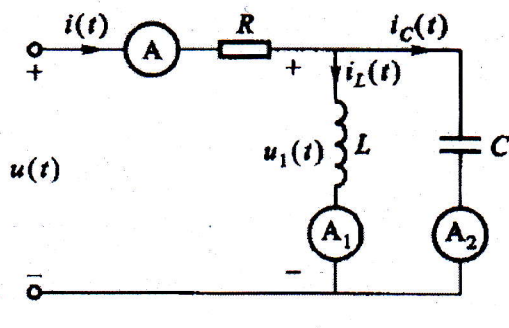 i(t) R i_C(t)
A
+ + i_L(t)
u_1(t) L C
u(t)
A_1 A_2
− −